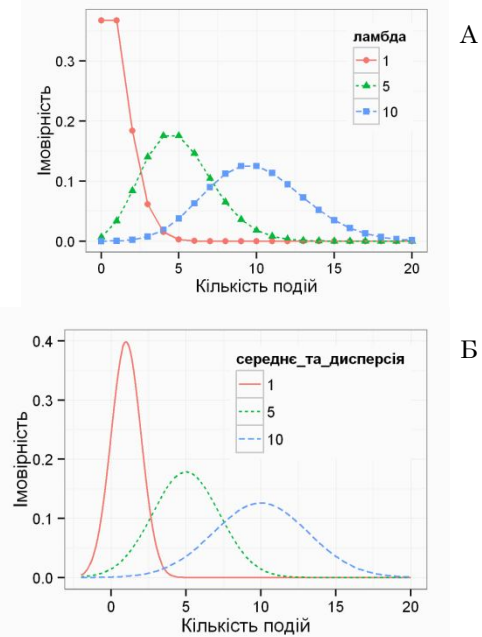 А
ламбда
1
5
10
Імовірність
0.3
0.2
0.1
0.0
0 5 10 15 20
Кількість подій
Б
середнє_та_дисперсія
1
5
10
Імовірність
0.4
0.3
0.2
0.1
0.0
0 5 10 15 20
Кількість подій